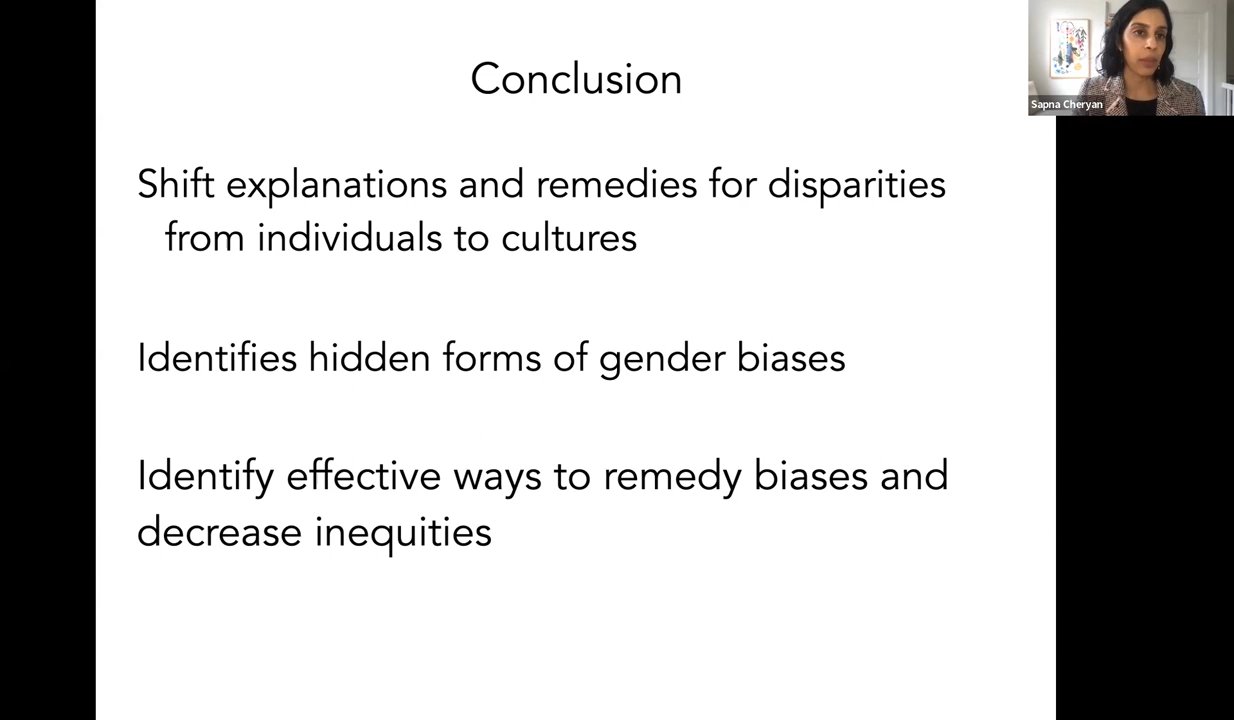 Conclusion
Sapna Cheryan
Shift explanations and remedies for disparities
from individuals to cultures
Identifies hidden forms of gender biases
Identify effective ways to remedy biases and
decrease inequities